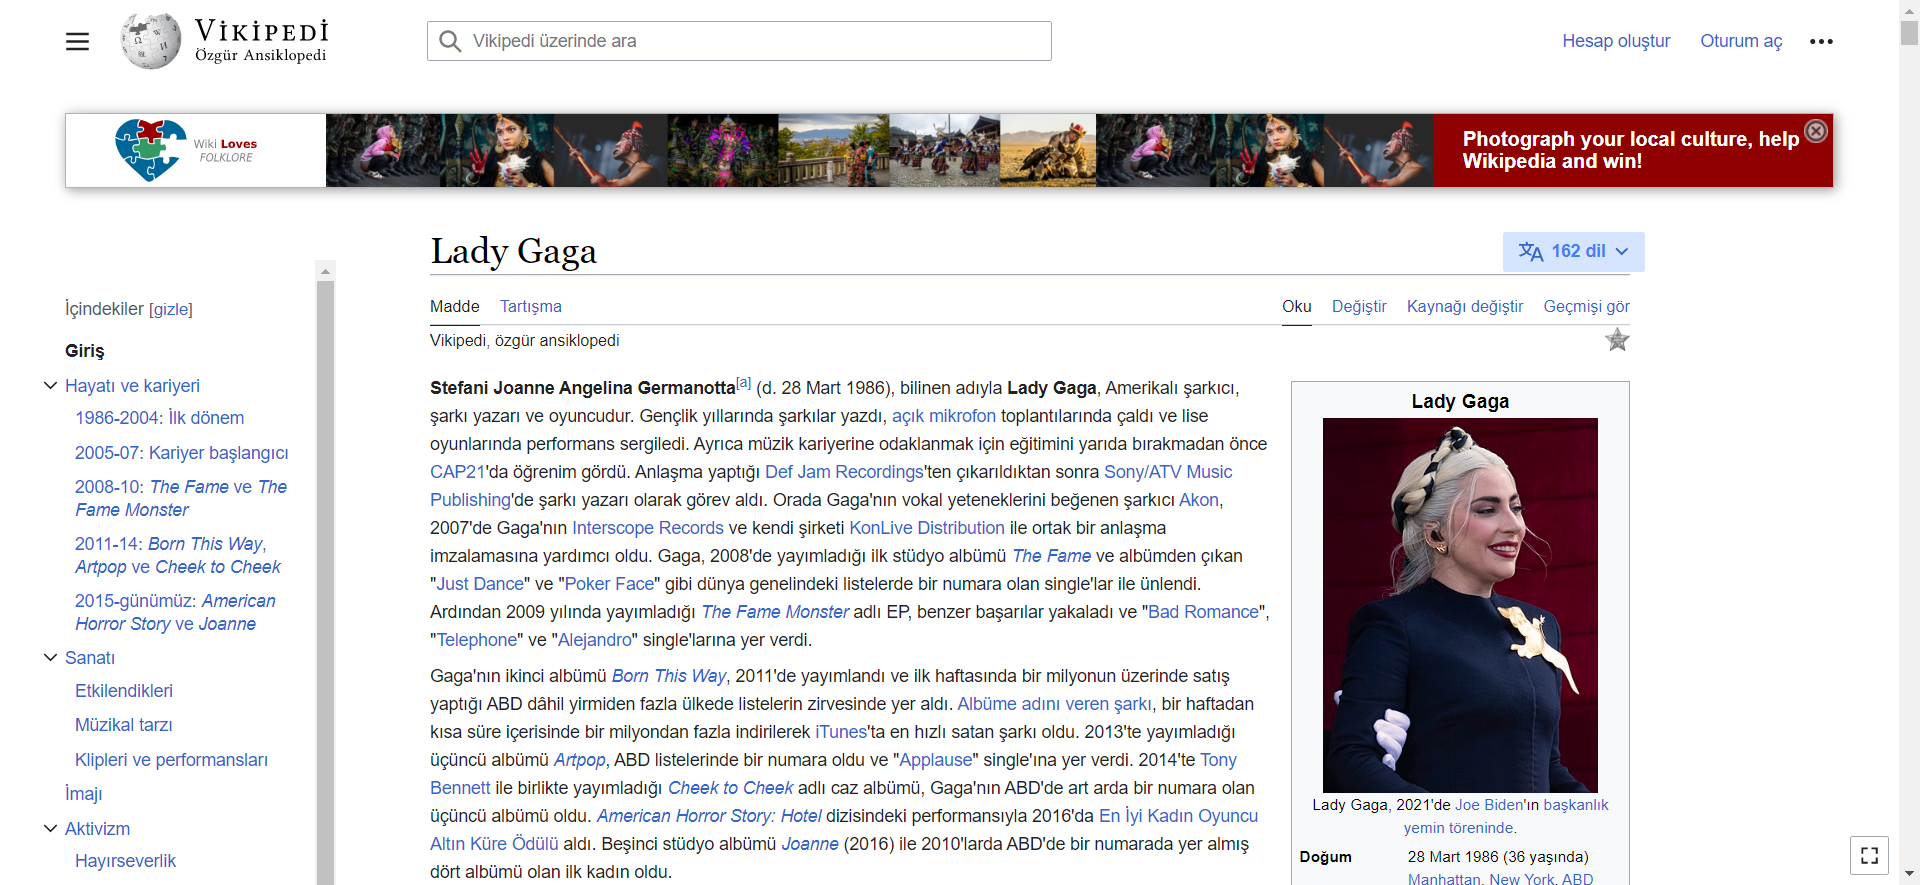 VİKİPEDİ
Özgür Ansiklopedi
Vikipedi üzerinde ara
Hesap oluştur
Oturum aç
Wiki Loves
FOLKLORE
Photograph your local culture, help
Wikipedia and win!
İçindekiler [gizle]
Giriş
Hayatı ve kariyeri
1986-2004: İlk dönem
2005-07: Kariyer başlangıcı
2008-10: The Fame ve The
Fame Monster
2011-14: Born This Way,
Artpop ve Cheek to Cheek
2015-günümüz: American
Horror Story ve Joanne
Sanatı
Etkilendikleri
Müzikal tarzı
Klipleri ve performansları
İmajı
Aktivizm
Hayırseverlik
Lady Gaga
162 dil
Madde
Tartışma
Oku
Değiştir
Kaynağı değiştir
Geçmişi gör
Vikipedi, özgür ansiklopedi
Stefani Joanne Angelina Germanotta[a] (d. 28 Mart 1986), bilinen adıyla Lady Gaga, Amerikalı şarkıcı,
şarkı yazarı ve oyuncudur. Gençlik yıllarında şarkılar yazdı, açık mikrofon toplantılarında çaldı ve lise
oyunlarında performans sergiledi. Ayrıca müzik kariyerine odaklanmak için eğitimini yarıda bırakmadan önce
CAP21'da öğrenim gördü. Anlaşma yaptığı Def Jam Recordings'ten çıkarıldıktan sonra Sony/ATV Music
Publishing'de şarkı yazarı olarak görev aldı. Orada Gaga'nın vokal yeteneklerini beğenen şarkıcı Akon,
2007'de Gaga'nın Interscope Records ve kendi şirketi KonLive Distribution ile ortak bir anlaşma
imzalamasına yardımcı oldu. Gaga, 2008'de yayımladığı ilk stüdyo albümü The Fame ve albümden çıkan
"Just Dance" ve "Poker Face" gibi dünya genelindeki listelerde bir numara olan single'lar ile ünlendi.
Ardından 2009 yılında yayımladığı The Fame Monster adlı EP, benzer başarılar yakaladı ve "Bad Romance",
"Telephone" ve "Alejandro" single'larına yer verdi.
Gaga'nın ikinci albümü Born This Way, 2011'de yayımlandı ve ilk haftasında bir milyonun üzerinde satış
yaptığı ABD dâhil yirmiden fazla ülkede listelerin zirvesinde yer aldı. Albüme adını veren şarkı, bir haftadan
kısa süre içerisinde bir milyondan fazla indirilerek iTunes'ta en hızlı satan şarkı oldu. 2013'te yayımladığı
üçüncü albümü Artpop, ABD listelerinde bir numara oldu ve "Applause" single'ına yer verdi. 2014'te Tony
Bennett ile birlikte yayımladığı Cheek to Cheek adlı caz albümü, Gaga'nın ABD'de art arda bir numara olan
üçüncü albümü oldu. American Horror Story: Hotel dizisindeki performansıyla 2016'da En İyi Kadın Oyuncu
Altın Küre Ödülü aldı. Beşinci stüdyo albümü Joanne (2016) ile 2010'larda ABD'de bir numarada yer almış
dört albümü olan ilk kadın oldu.
Lady Gaga
Lady Gaga, 2021'de Joe Biden'ın başkanlık
yemin töreninde.
Doğum
28 Mart 1986 (36 yaşında)
Manhattan, New York, ABD